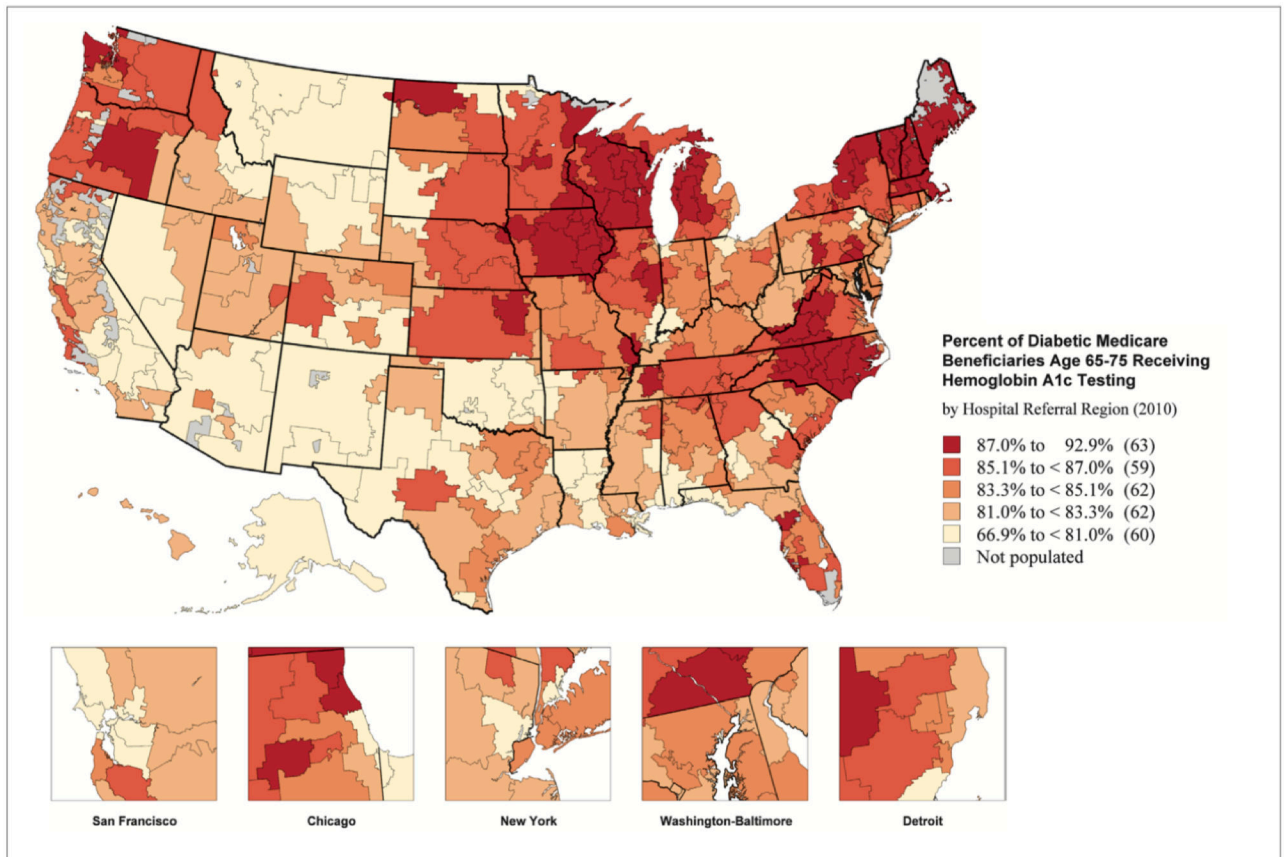 Percent of Diabetic Medicare
Beneficiaries Age 65-75 Receiving
Hemoglobin A1c Testing
by Hospital Referral Region (2010)
87.0% to 92.9% (63)
85.1% to < 87.0% (59)
83.3% to < 85.1% (62)
81.0% to < 83.3% (62)
66.9% to < 81.0% (60)
Not populated
San Francisco
Chicago
New York
Washington-Baltimore
Detroit